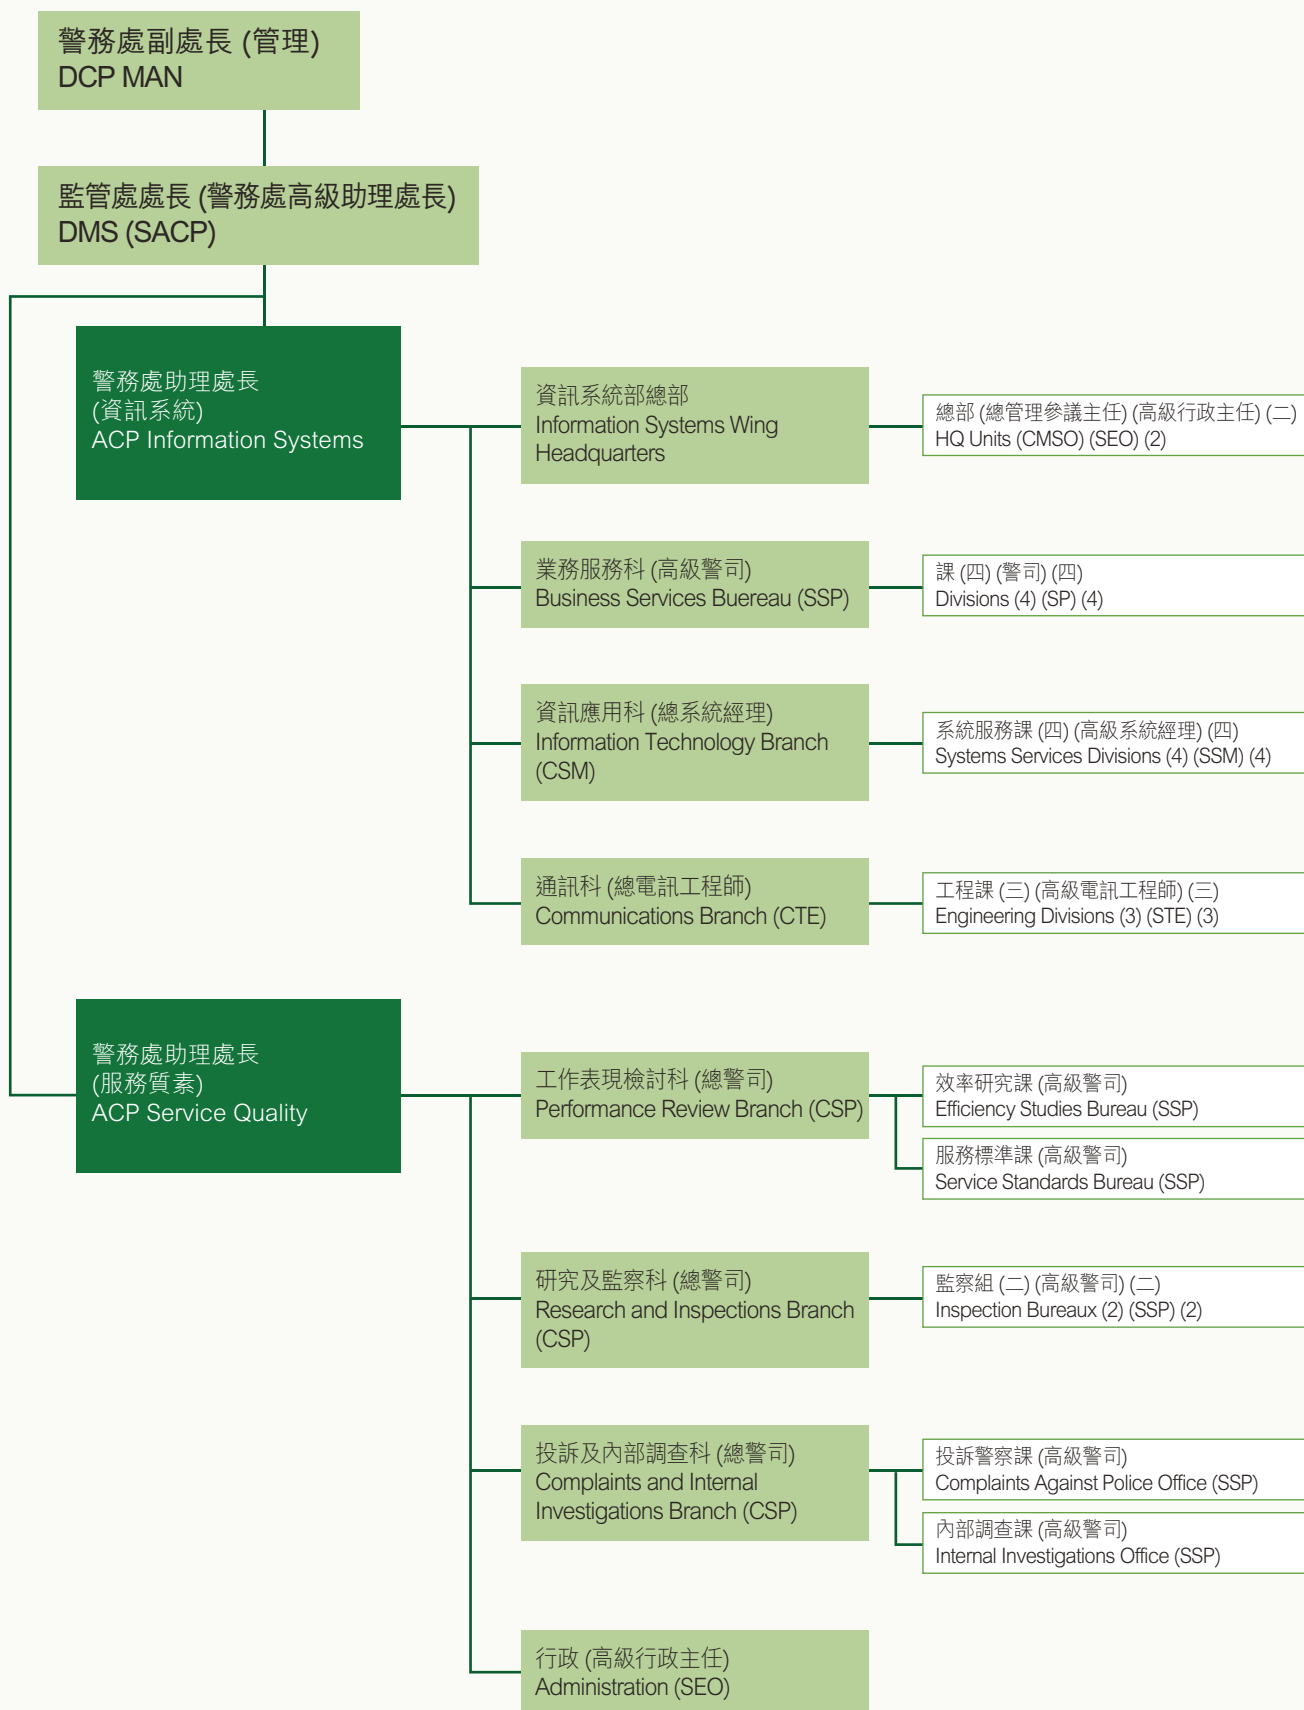 警務處副處長 (管理)
DCP MAN
監管處處長 (警務處高級助理處長)
DMS (SACP)
警務處助理處長
(資訊系統)
ACP Information Systems
資訊系統部總部
Information Systems Wing
Headquarters
總部 (總管理參議主任) (高級行政主任) (二)
HQ Units (CMSO) (SEO) (2)
業務服務科 (高級警司)
Business Services Buereau (SSP)
課 (四) (警司) (四)
Divisions (4) (SP) (4)
資訊應用科 (總系統經理)
Information Technology Branch
(CSM)
系統服務課 (四) (高級系統經理) (四)
Systems Services Divisions (4) (SSM) (4)
通訊科 (總電訊工程師)
Communications Branch (CTE)
工程課 (三) (高級電訊工程師) (三)
Engineering Divisions (3) (STE) (3)
警務處助理處長
(服務質素)
ACP Service Quality
工作表現檢討科 (總警司)
Performance Review Branch (CSP)
效率研究課 (高級警司)
Efficiency Studies Bureau (SSP)
服務標準課 (高級警司)
Service Standards Bureau (SSP)
研究及監察科 (總警司)
Research and Inspections Branch
(CSP)
監察組 (二) (高級警司) (二)
Inspection Bureaux (2) (SSP) (2)
投訴及內部調查科 (總警司)
Complaints and Internal
Investigations Branch (CSP)
投訴警察課 (高級警司)
Complaints Against Police Office (SSP)
內部調查課 (高級警司)
Internal Investigations Office (SSP)
行政 (高級行政主任)
Administration (SEO)